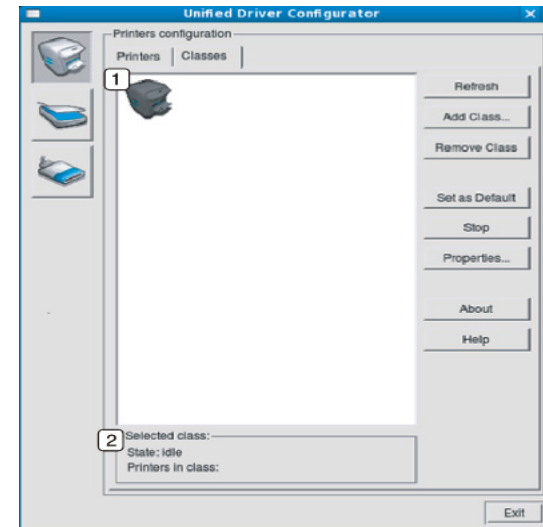 Unified Driver Configurator
Printers configuration
Printers
Classes
1
Refresh
Add Class...
Remove Class
Set as Default
Stop
Properties...
About
Help
2
Selected class:
State: idle
Printers in class:
Exit